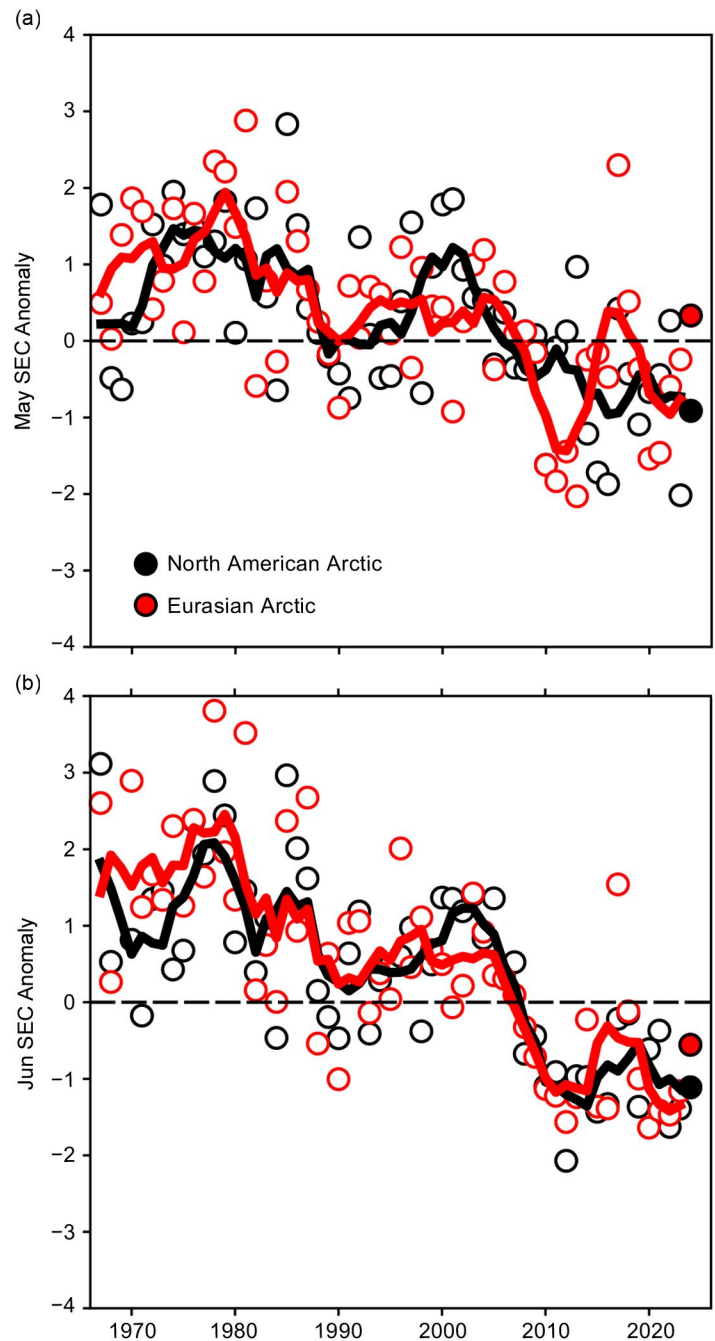 (a)
4
3
2
1
0
−1
−2
−3
−4
May SEC Anomaly
North American Arctic
Eurasian Arctic
(b)
4
3
2
1
0
−1
−2
−3
−4
Jun SEC Anomaly
1970 1980 1990 2000 2010 2020